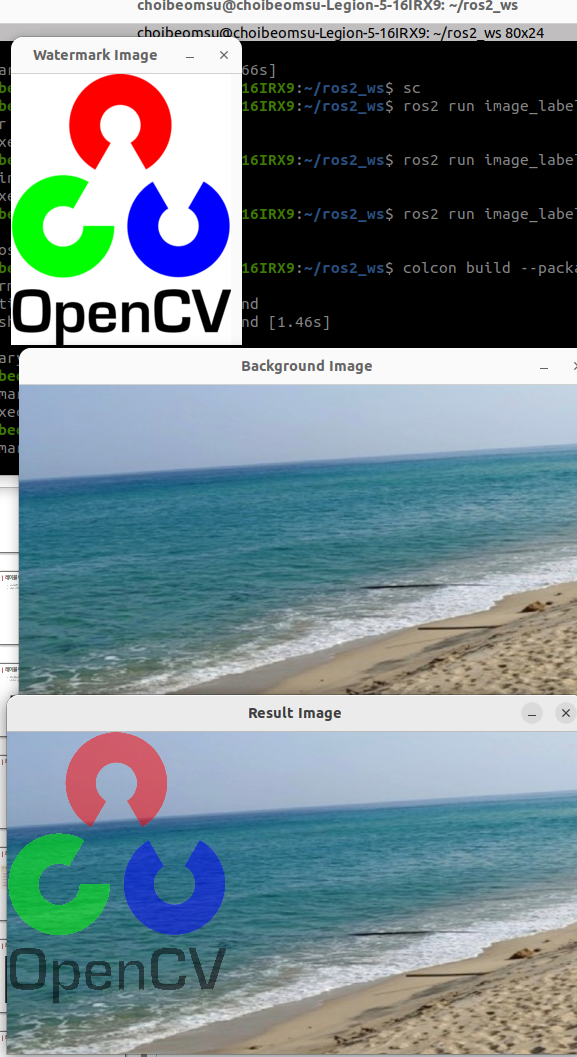 choibeomsu@choibeomsu-Legion-5-16IRX9: ~/ros2_ws
choibeomsu@choibeomsu-Legion-5-16IRX9: ~/ros2_ws 80x24
Watermark Image
66s]
16IRX9:~/ros2_ws$ sc
16IRX9:~/ros2_ws$ ros2 run image_label
16IRX9:~/ros2_ws$ ros2 run image_label
16IRX9:~/ros2_ws$ ros2 run image_label
16IRX9:~/ros2_ws$ colcon build --packa
nd
nd [1.46s]
OpenCV
Background Image
Result Image
OpenCV